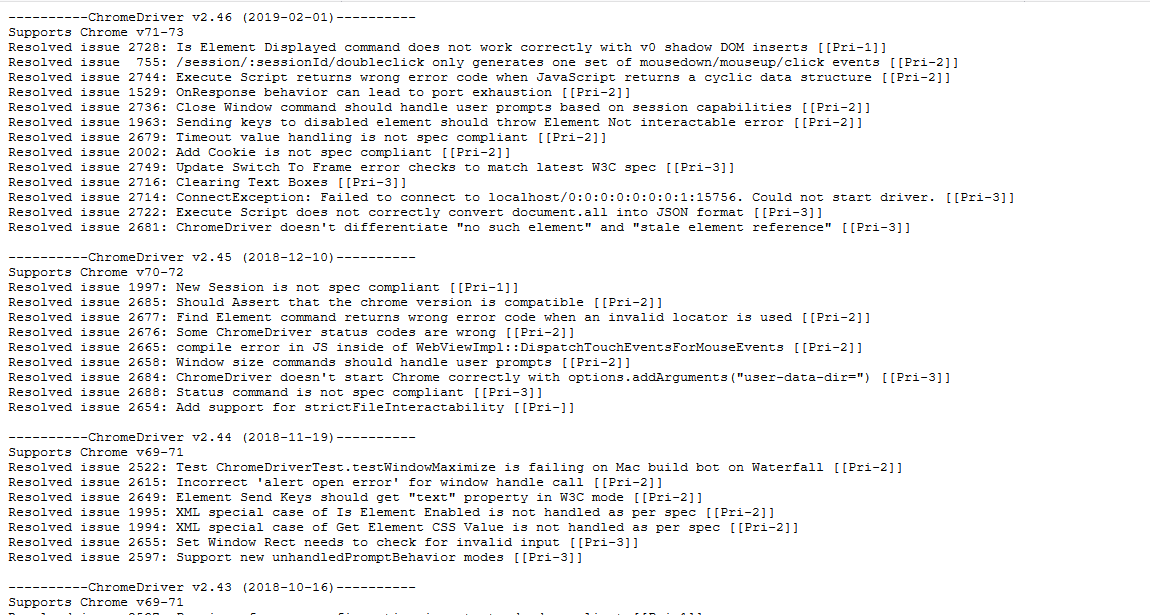 ----------ChromeDriver v2.46 (2019-02-01)----------
Supports Chrome v71-73
Resolved issue 2728: Is Element Displayed command does not work correctly with v0 shadow DOM inserts [[Pri-1]]
Resolved issue  755: /session/:sessionId/doubleclick only generates one set of mousedown/mouseup/click events [[Pri-2]]
Resolved issue 2744: Execute Script returns wrong error code when JavaScript returns a cyclic data structure [[Pri-2]]
Resolved issue 1529: OnResponse behavior can lead to port exhaustion [[Pri-2]]
Resolved issue 2736: Close Window command should handle user prompts based on session capabilities [[Pri-2]]
Resolved issue 1963: Sending keys to disabled element should throw Element Not interactable error [[Pri-2]]
Resolved issue 2679: Timeout value handling is not spec compliant [[Pri-2]]
Resolved issue 2002: Add Cookie is not spec compliant [[Pri-2]]
Resolved issue 2749: Update Switch To Frame error checks to match latest W3C spec [[Pri-3]]
Resolved issue 2716: Clearing Text Boxes [[Pri-3]]
Resolved issue 2714: ConnectException: Failed to connect to localhost/0:0:0:0:0:0:0:1:15756. Could not start driver. [[Pri-3]]
Resolved issue 2722: Execute Script does not correctly convert document.all into JSON format [[Pri-3]]
Resolved issue 2681: ChromeDriver doesn't differentiate "no such element" and "stale element reference" [[Pri-3]]
----------ChromeDriver v2.45 (2018-12-10)----------
Supports Chrome v70-72
Resolved issue 1997: New Session is not spec compliant [[Pri-1]]
Resolved issue 2685: Should Assert that the chrome version is compatible [[Pri-2]]
Resolved issue 2677: Find Element command returns wrong error code when an invalid locator is used [[Pri-2]]
Resolved issue 2676: Some ChromeDriver status codes are wrong [[Pri-2]]
Resolved issue 2665: compile error in JS inside of WebViewImpl::DispatchTouchEventsForMouseEvents [[Pri-2]]
Resolved issue 2658: Window size commands should handle user prompts [[Pri-2]]
Resolved issue 2684: ChromeDriver doesn't start Chrome correctly with options.addArguments("user-data-dir=") [[Pri-3]]
Resolved issue 2688: Status command is not spec compliant [[Pri-3]]
Resolved issue 2654: Add support for strictFileInteractability [[Pri-]]
----------ChromeDriver v2.44 (2018-11-19)----------
Supports Chrome v69-71
Resolved issue 2522: Test ChromeDriverTest.testWindowMaximize is failing on Mac build bot on Waterfall [[Pri-2]]
Resolved issue 2615: Incorrect 'alert open error' for window handle call [[Pri-2]]
Resolved issue 2649: Element Send Keys should get "text" property in W3C mode [[Pri-2]]
Resolved issue 1995: XML special case of Is Element Enabled is not handled as per spec [[Pri-2]]
Resolved issue 1994: XML special case of Get Element CSS Value is not handled as per spec [[Pri-2]]
Resolved issue 2655: Set Window Rect needs to check for invalid input [[Pri-3]]
Resolved issue 2597: Support new unhandledPromptBehavior modes [[Pri-3]]
----------ChromeDriver v2.43 (2018-10-16)----------
Supports Chrome v69-71